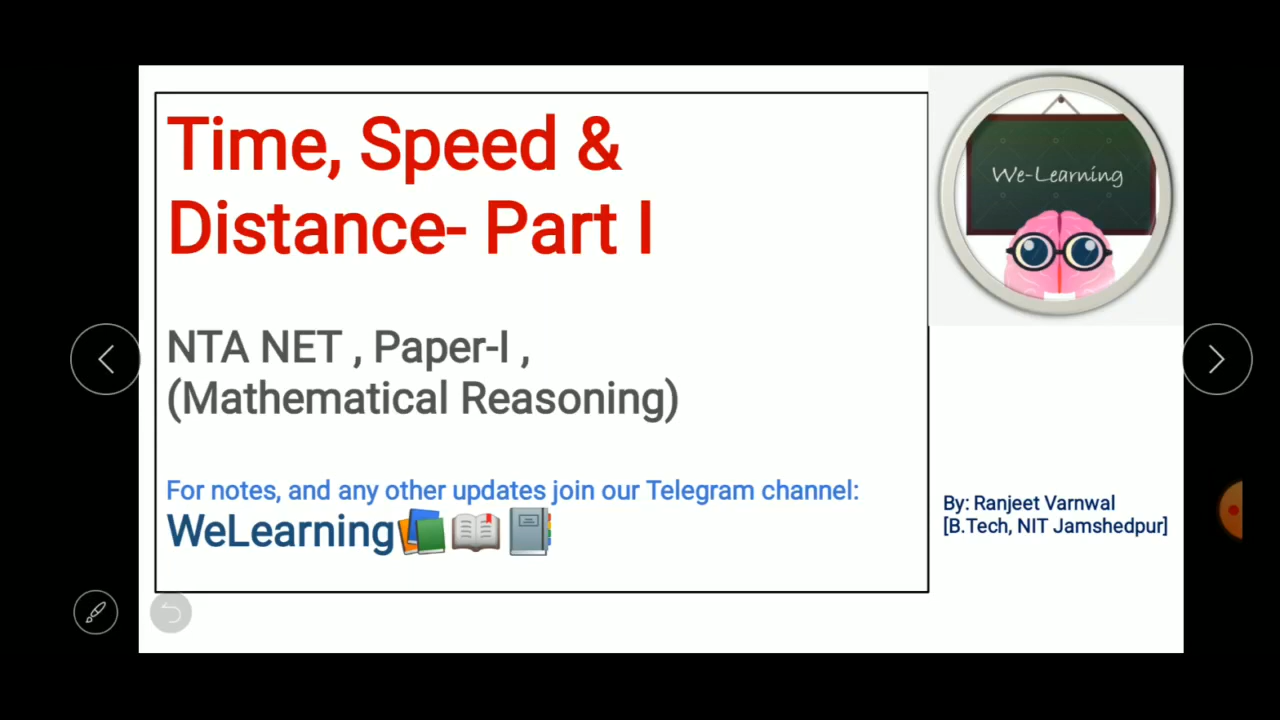 Time, Speed &
Distance- Part I
NTA NET , Paper-I ,
(Mathematical Reasoning)
For notes, and any other updates join our Telegram channel:
WeLearning
We-Learning
By: Ranjeet Varnwal
[B.Tech, NIT Jamshedpur]